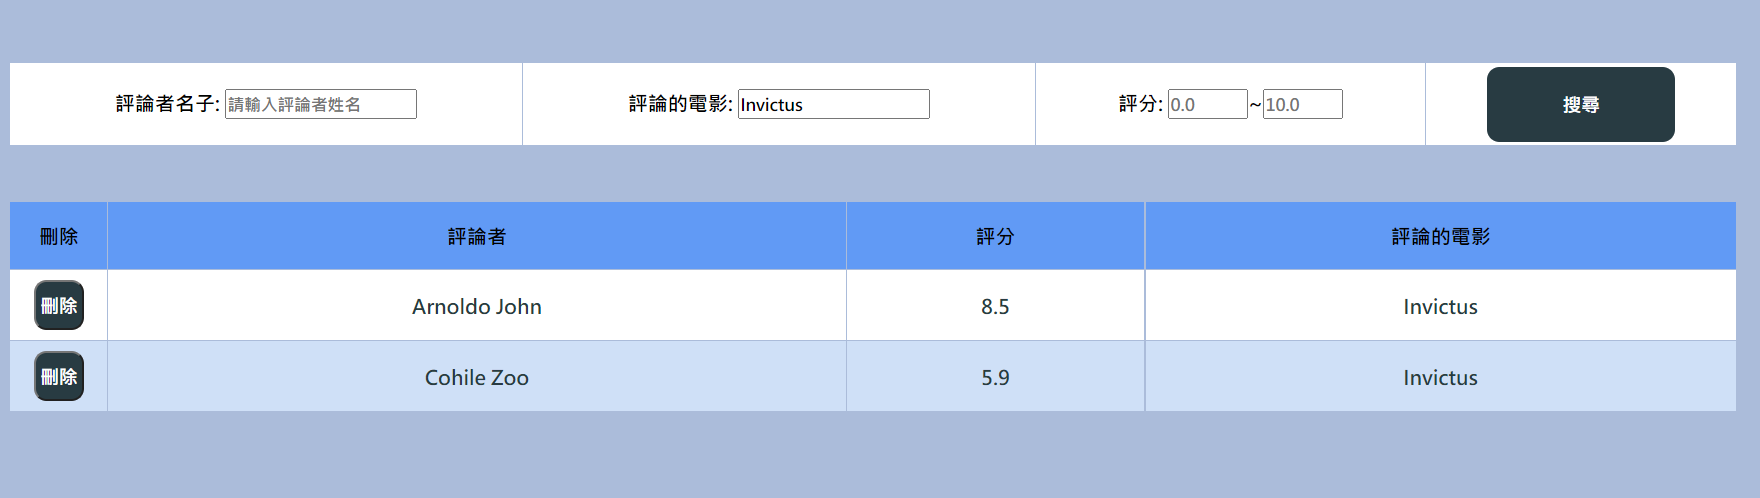 評論者名子: 請輸入評論者姓名 評論的電影: Invictus 評分: 0.0 ~ 10.0 搜尋
刪除 評論者 評分 評論的電影
刪除 Arnoldo John 8.5 Invictus
刪除 Cohile Zoo 5.9 Invictus